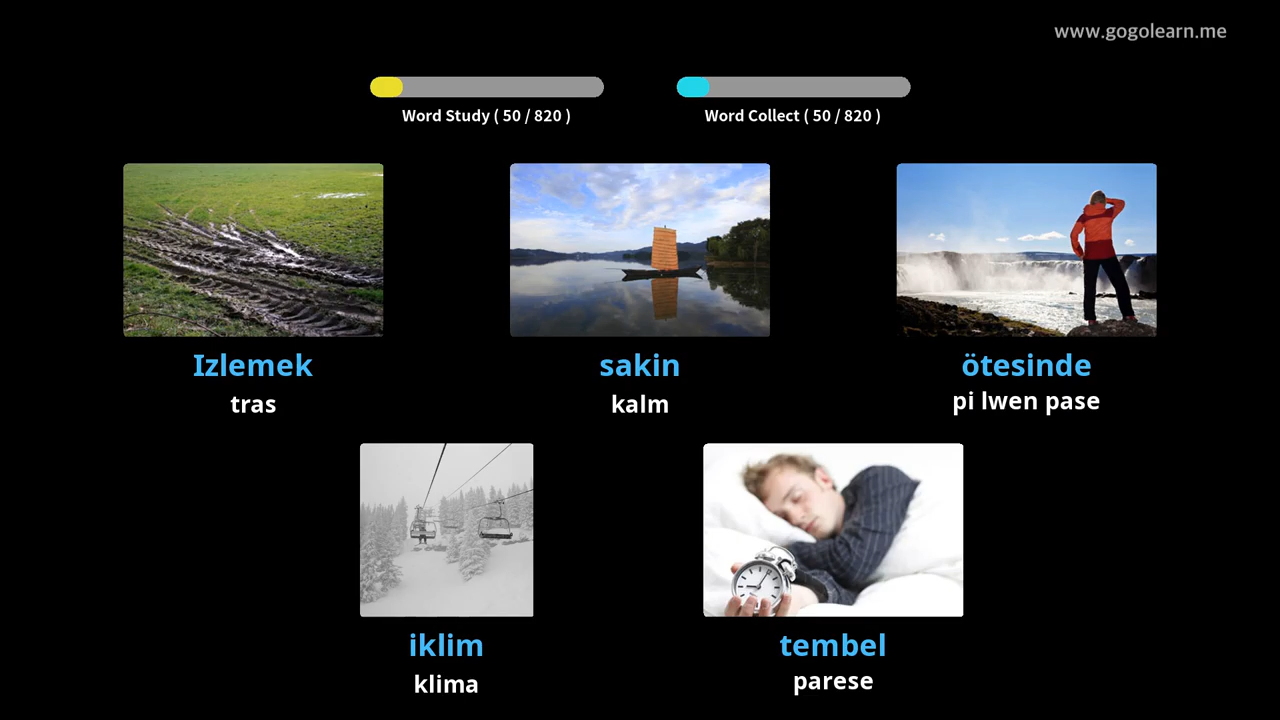 www.gogolearn.me
Word Study ( 50 / 820 )
Word Collect ( 50 / 820 )
Izlemek
sakin
ötesinde
tras
kalm
pi lwen pase
iklim
tembel
klima
parese